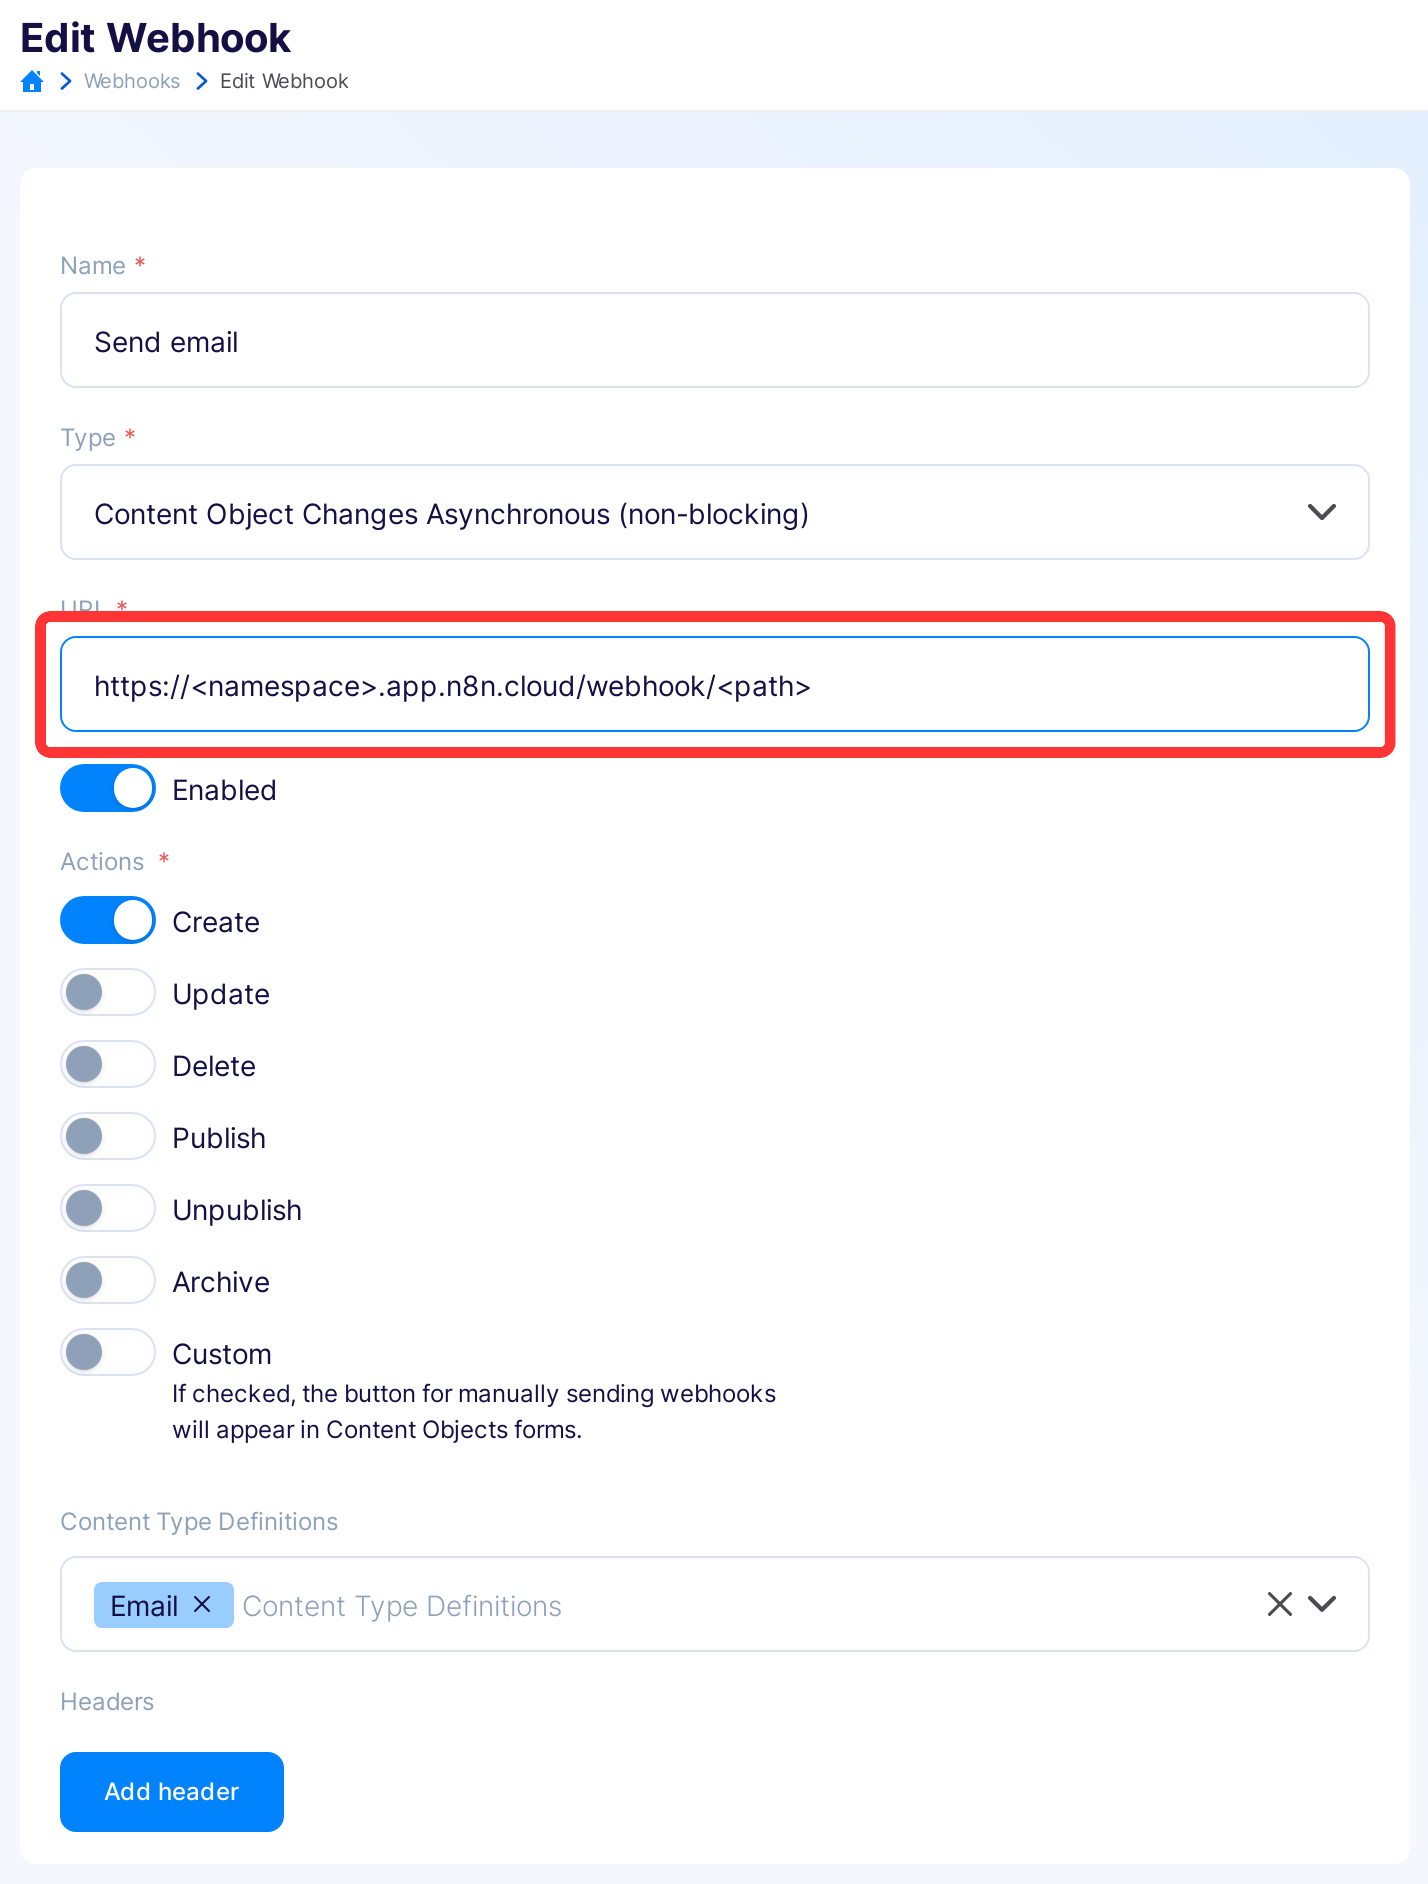 Edit Webhook
Webhooks
Edit Webhook
Name *
Send email
Type *
Content Object Changes Asynchronous (non-blocking)
URL *
https://<namespace>.app.n8n.cloud/webhook/<path>
Enabled
Actions *
Create
Update
Delete
Publish
Unpublish
Archive
Custom
If checked, the button for manually sending webhooks
will appear in Content Objects forms.
Content Type Definitions
Email
Content Type Definitions
Headers
Add header